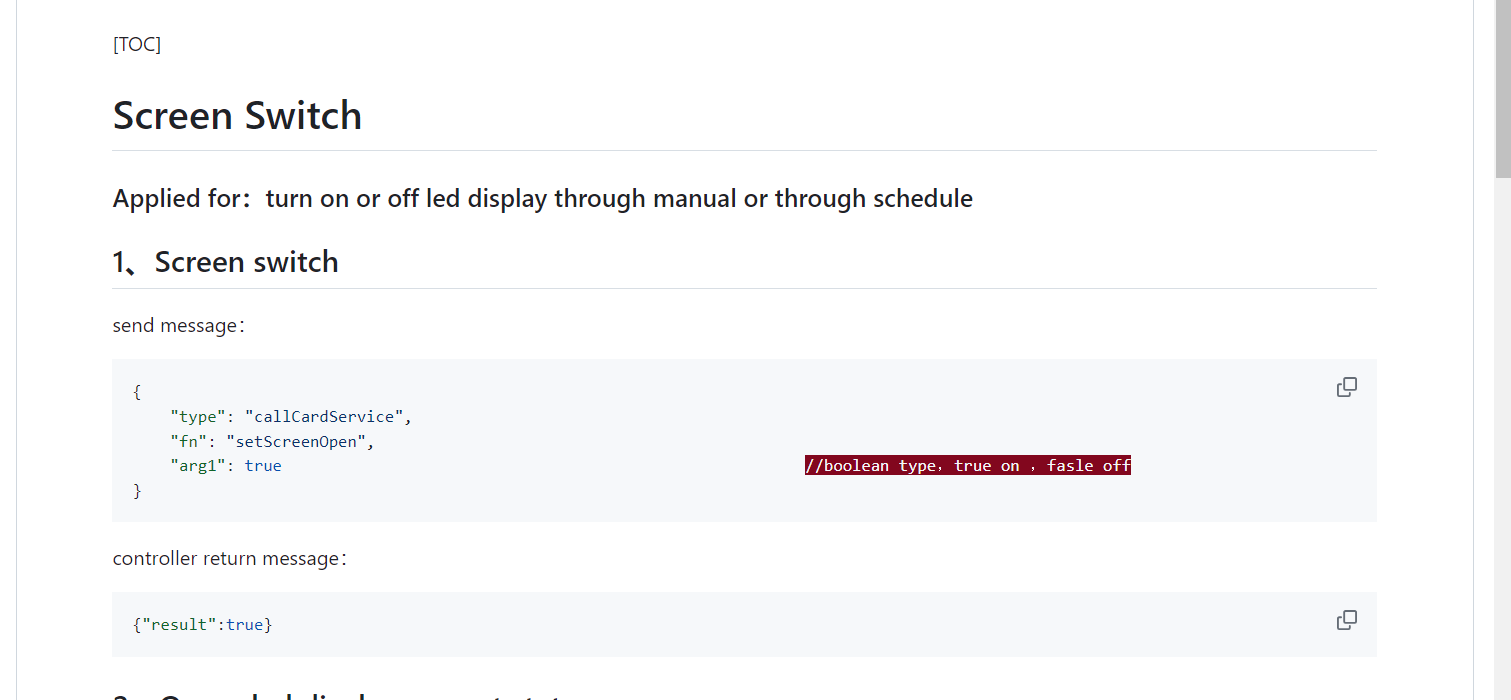 [TOC]
Screen Switch
Applied for：turn on or off led display through manual or through schedule
1、Screen switch
send message：
{
"type": "callCardService",
"fn": "setScreenOpen",
"arg1": true //boolean type，true on ，fasle off
}
controller return message：
{"result":true}